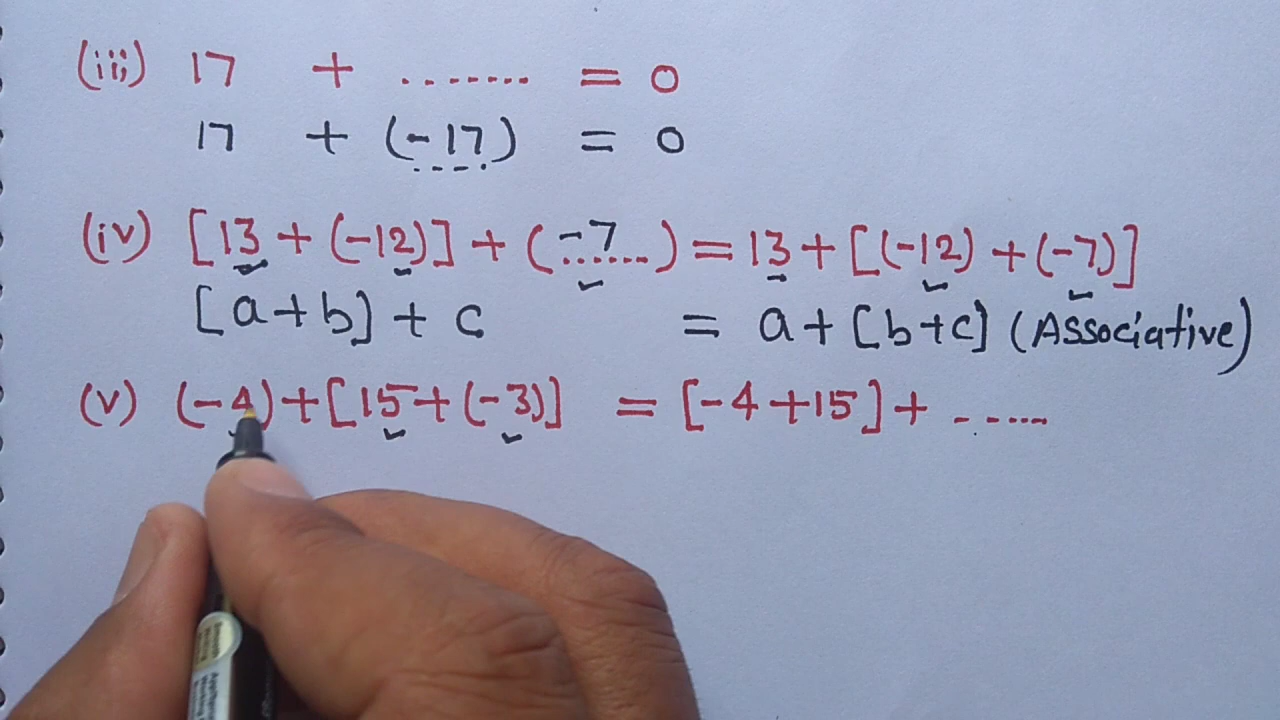 (iii) 17 + ........ = 0
17 + (-17) = 0
(iv) [13 + (-12)] + (-7) = 13 + [(-12) + (-7)]
[a+b] + c = a + [b+c] (Associative)
(v) (-4) + [15 + (-3)] = [-4 + 15] + ......